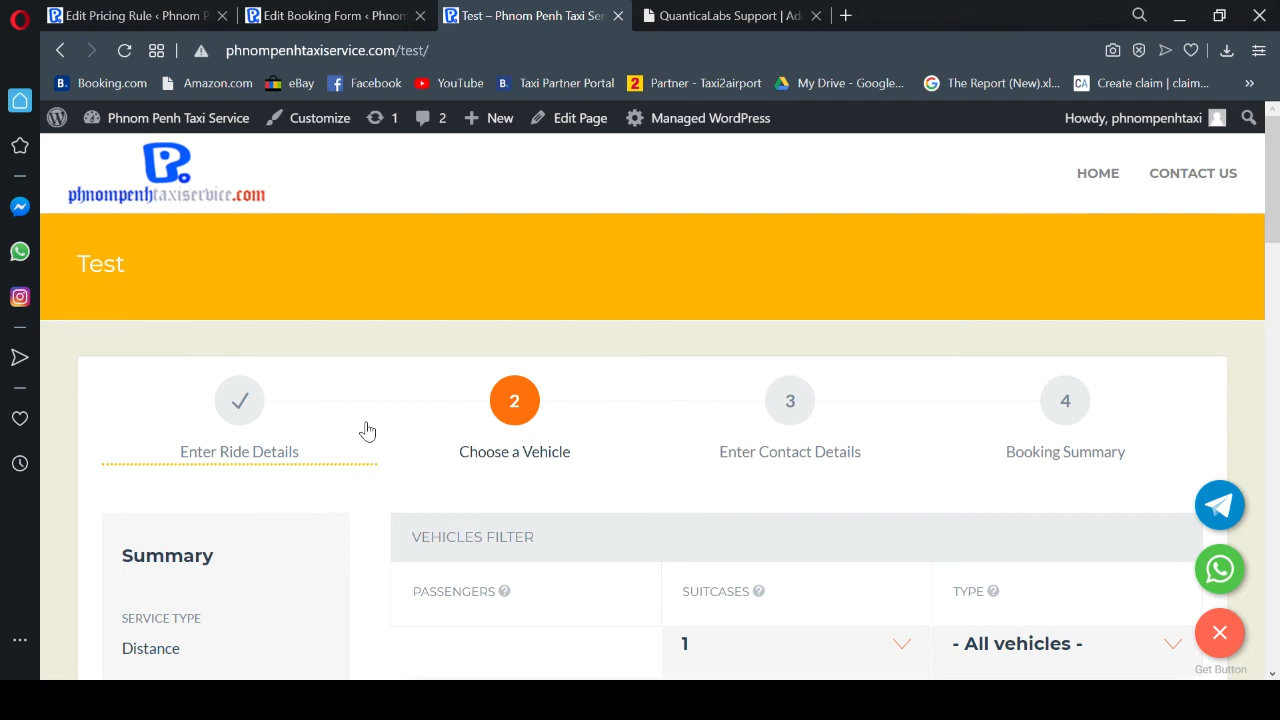 Edit Pricing Rule ‹ Phnom P
Edit Booking Form ‹ Phnom
Test – Phnom Penh Taxi Ser
QuanticaLabs Support | Ad
phnompenhtaxiservice.com/test/
B. Booking.com
Amazon.com
eBay
Facebook
YouTube
B. Taxi Partner Portal
2 Partner - Taxi2airport
My Drive - Google...
G The Report (New).xl...
CA Create claim | claim...
»
Phnom Penh Taxi Service
Customize
1
2
New
Edit Page
Managed WordPress
Howdy, phnompenhtaxi
P.
phnompenhtaxiservice.com
HOME
CONTACT US
Test
2
3
4
Enter Ride Details
Choose a Vehicle
Enter Contact Details
Booking Summary
Summary
VEHICLES FILTER
PASSENGERS ?
SUITCASES ?
TYPE ?
SERVICE TYPE
Distance
1
- All vehicles -
Get Button